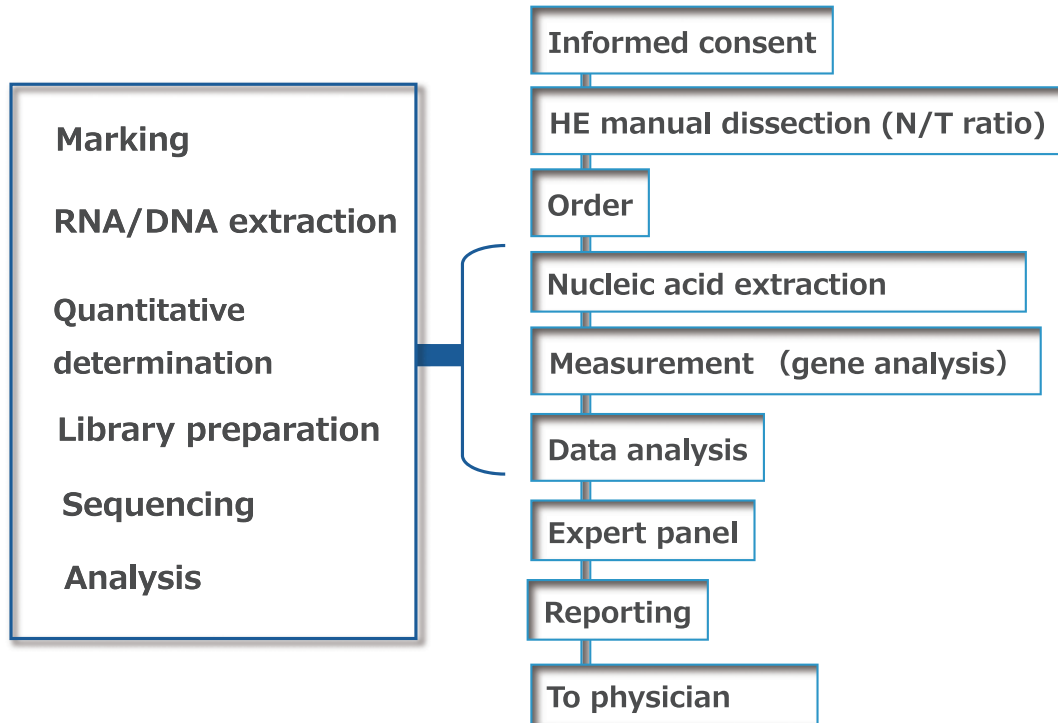 Marking
RNA/DNA extraction
Quantitative
determination
Library preparation
Sequencing
Analysis
Informed consent
HE manual dissection (N/T ratio)
Order
Nucleic acid extraction
Measurement （gene analysis）
Data analysis
Expert panel
Reporting
To physician